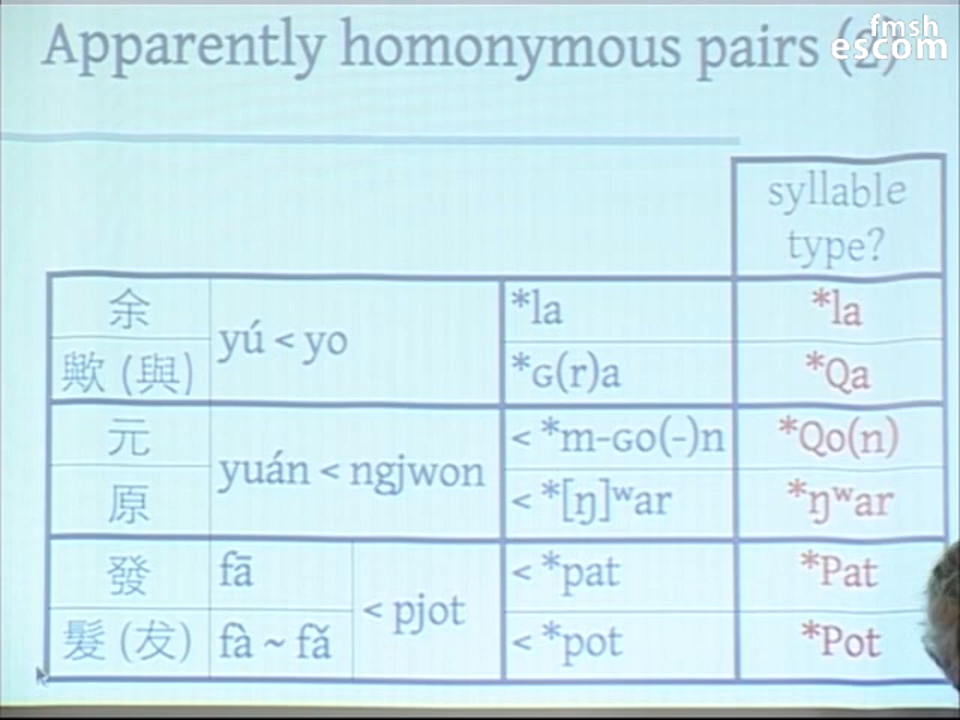 Apparently homonymous pairs (2)
fmsh
escom
syllable
type?
余 yú < yo *la *la
歟 (與) *ɢ(r)a *Qa
元 yuán < ngjwon < *m-ɢo(-)n *Qo(n)
原 < *[ŋ]ʷar *ŋʷar
發 fā < pjot < *pat *Pat
髮 (犮) fà ~ fǎ < *pot *Pot